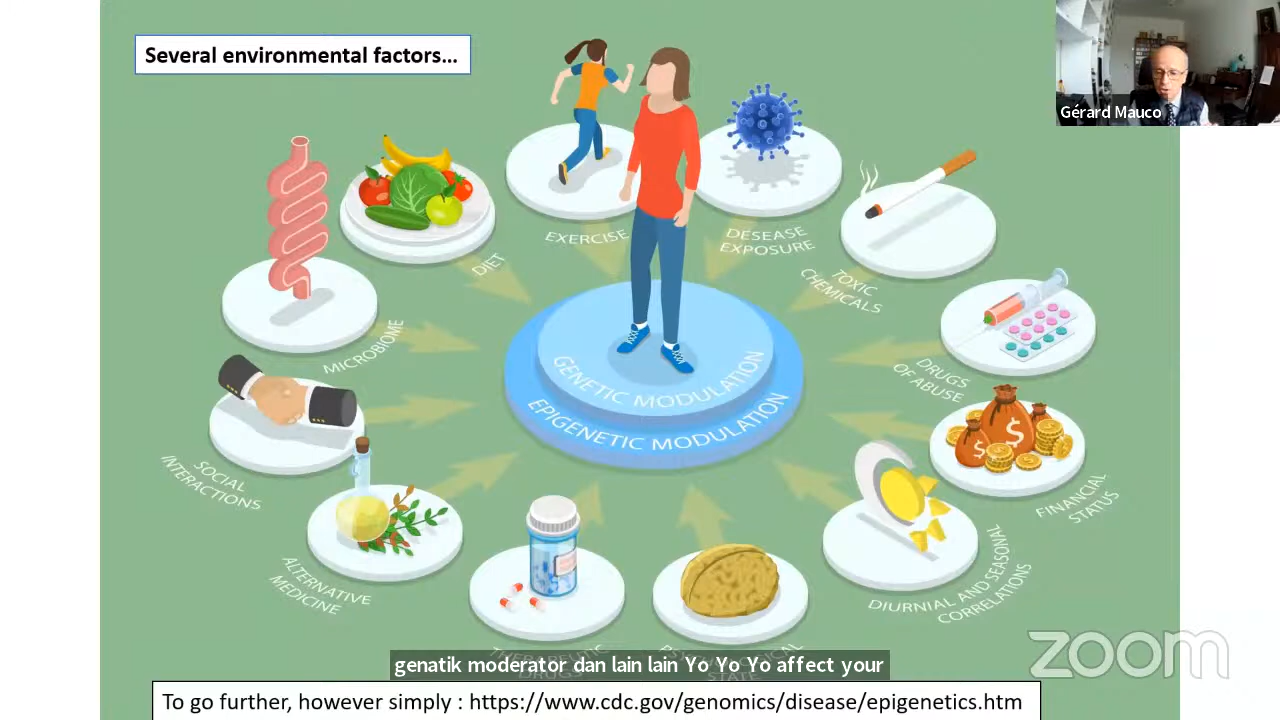 Several environmental factors...
Gérard Mauco
EXERCISE
DESEASE
EXPOSURE
DIET
TOXIC
CHEMICALS
MICROBIOME
DRUGS
OF ABUSE
GENETIC MODULATION
EPIGENETIC MODULATION
SOCIAL
INTERACTIONS
FINANCIAL
STATUS
ALTERNATIVE
MEDICINE
DIURNIAL AND SEASONAL
CORRELATIONS
genatik moderator dan lain lain Yo Yo Yo affect your
STATE
zoom
To go further, however simply : https://www.cdc.gov/genomics/disease/epigenetics.htm